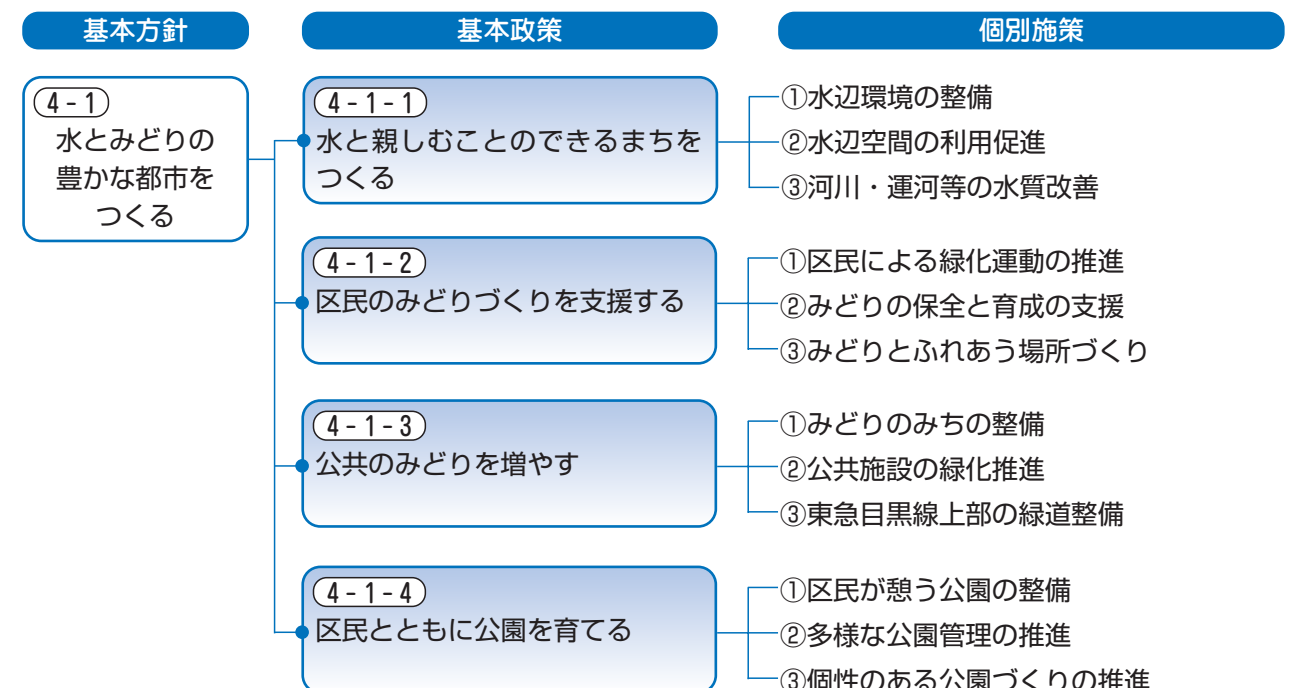 基本方針
基本政策
個別施策
4-1
水とみどりの
豊かな都市を
つくる
4-1-1
水と親しむことのできるまちを
つくる
①水辺環境の整備
②水辺空間の利用促進
③河川・運河等の水質改善
4-1-2
区民のみどりづくりを支援する
①区民による緑化運動の推進
②みどりの保全と育成の支援
③みどりとふれあう場所づくり
4-1-3
公共のみどりを増やす
①みどりのみちの整備
②公共施設の緑化推進
③東急目黒線上部の緑道整備
4-1-4
区民とともに公園を育てる
①区民が憩う公園の整備
②多様な公園管理の推進
③個性のある公園づくりの推進